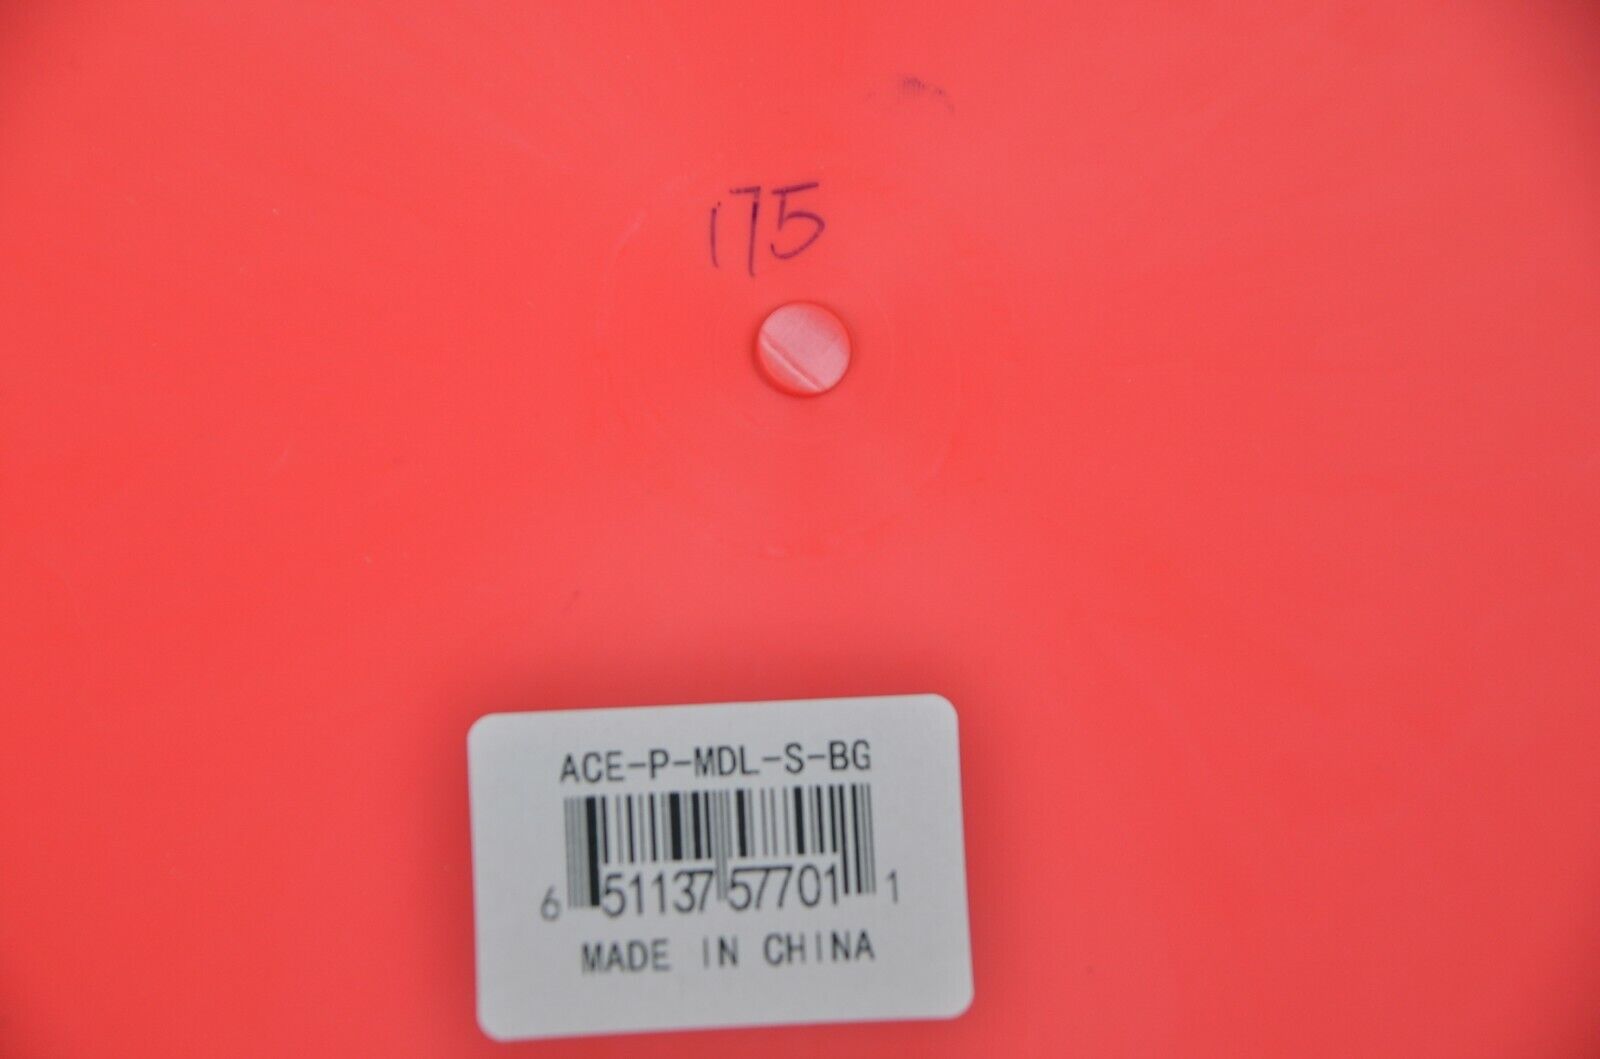 175
ACE-P-MDL-S-BG
6 51137 57701 1
MADE IN CHINA